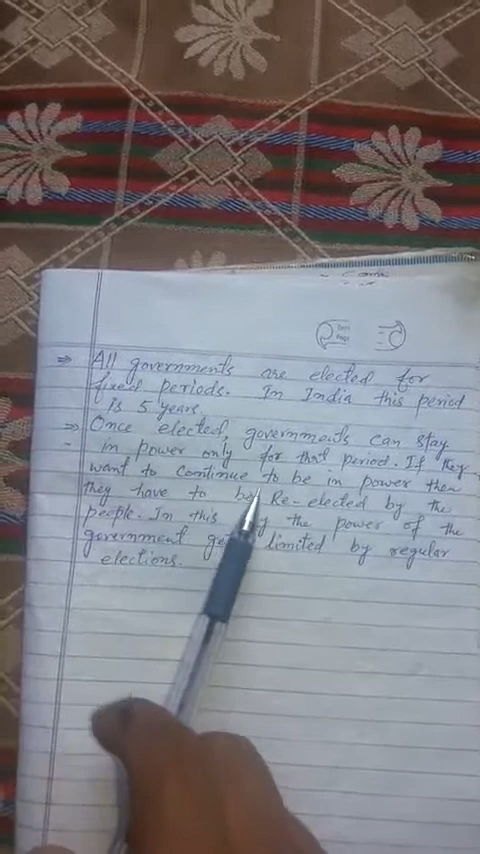 ⇒ All governments are elected for
fixed periods. In India this period
is 5 years.
⇒ Once elected, governments can stay
in power only for that period. If they
want to continue to be in power then
they have to be Re-elected by the
people. In this the power of the
government limited by regular
elections.